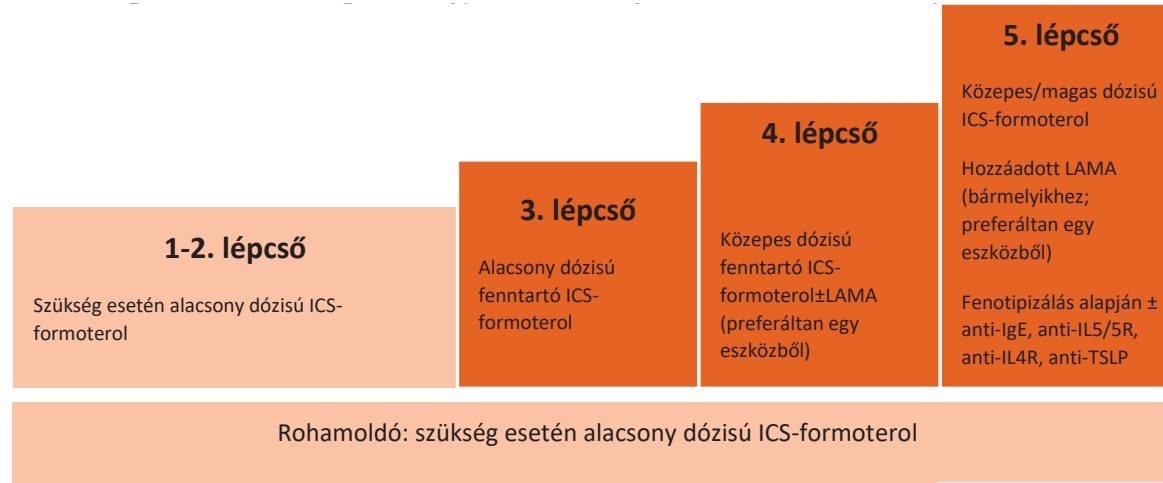 1-2. lépcső
Szükség esetén alacsony dózisú ICS-
formoterol
3. lépcső
Alacsony dózisú
fenntartó ICS-
formoterol
4. lépcső
Közepes dózisú
fenntartó ICS-
formoterol±LAMA
(preferáltan egy
eszközből)
5. lépcső
Közepes/magas dózisú
ICS-formoterol
Hozzáadott LAMA
(bármelyikhez;
preferáltan egy
eszközből)
Fenotipizálás alapján ±
anti-IgE, anti-IL5/5R,
anti-IL4R, anti-TSLP
Rohamoldó: szükség esetén alacsony dózisú ICS-formoterol